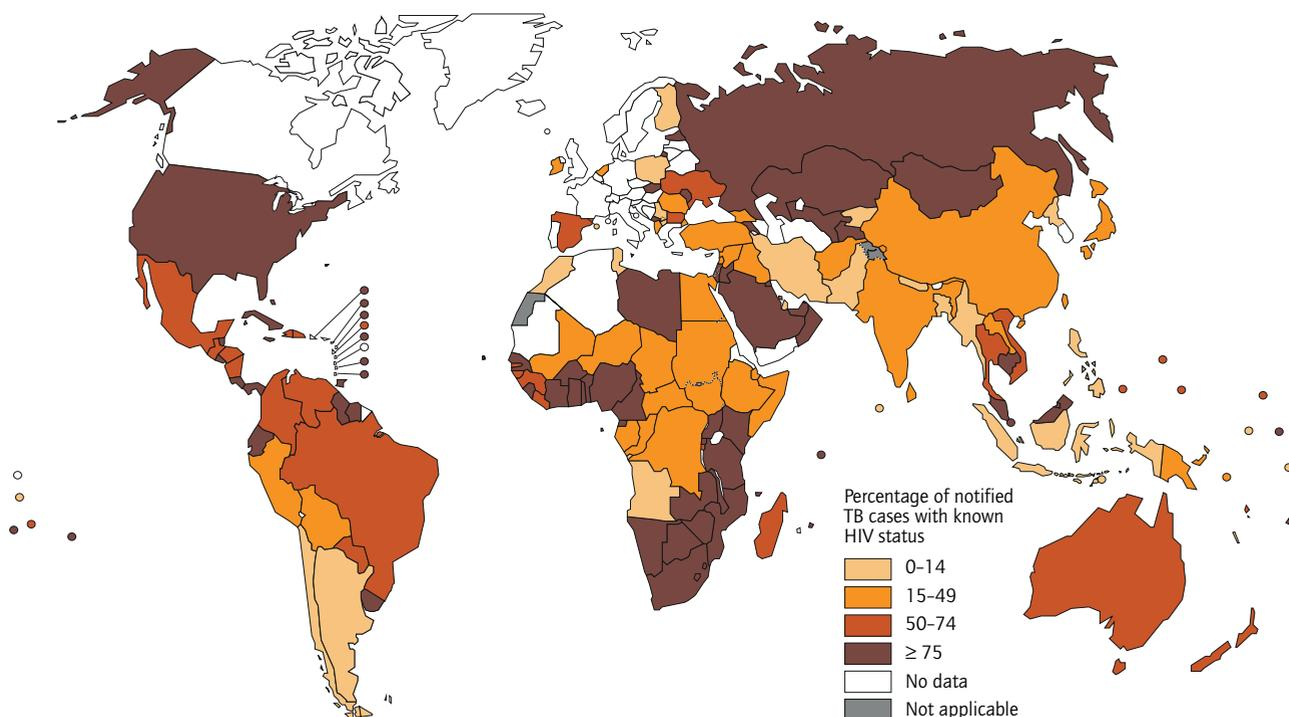 Percentage of notified
TB cases with known
HIV status
0–14
15–49
50–74
≥ 75
No data
Not applicable